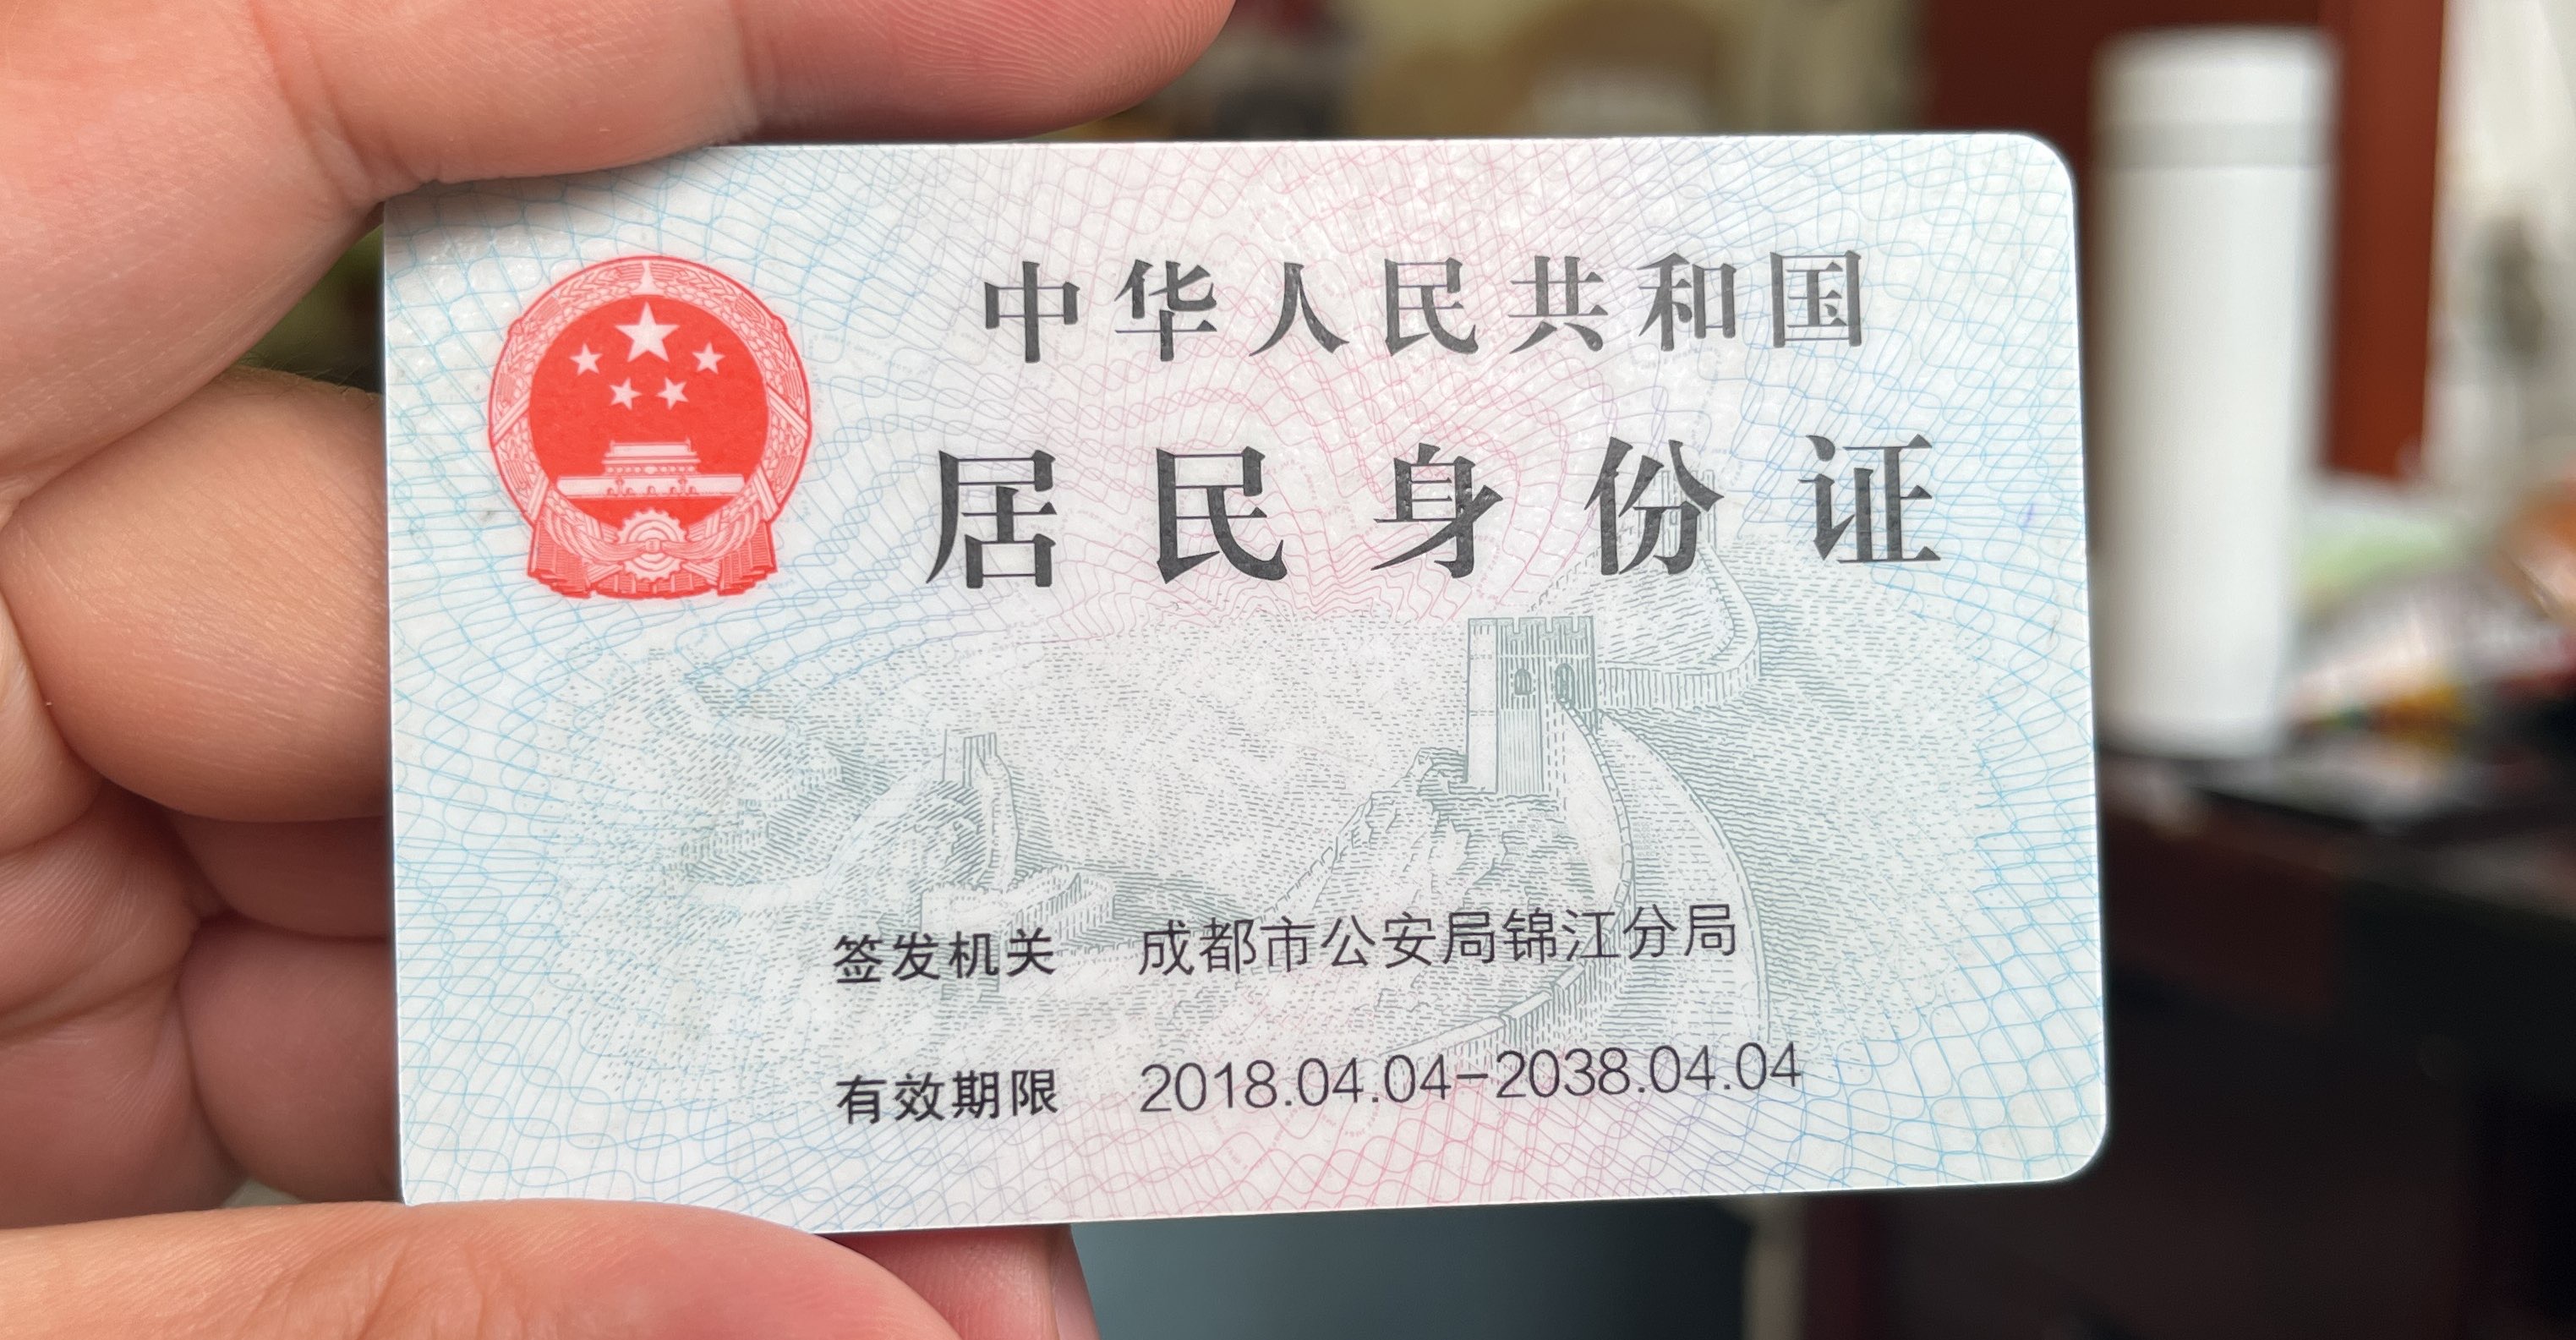 中华人民共和国
居民身份证
签发机关 成都市公安局锦江分局
有效期限 2018.04.04-2038.04.04